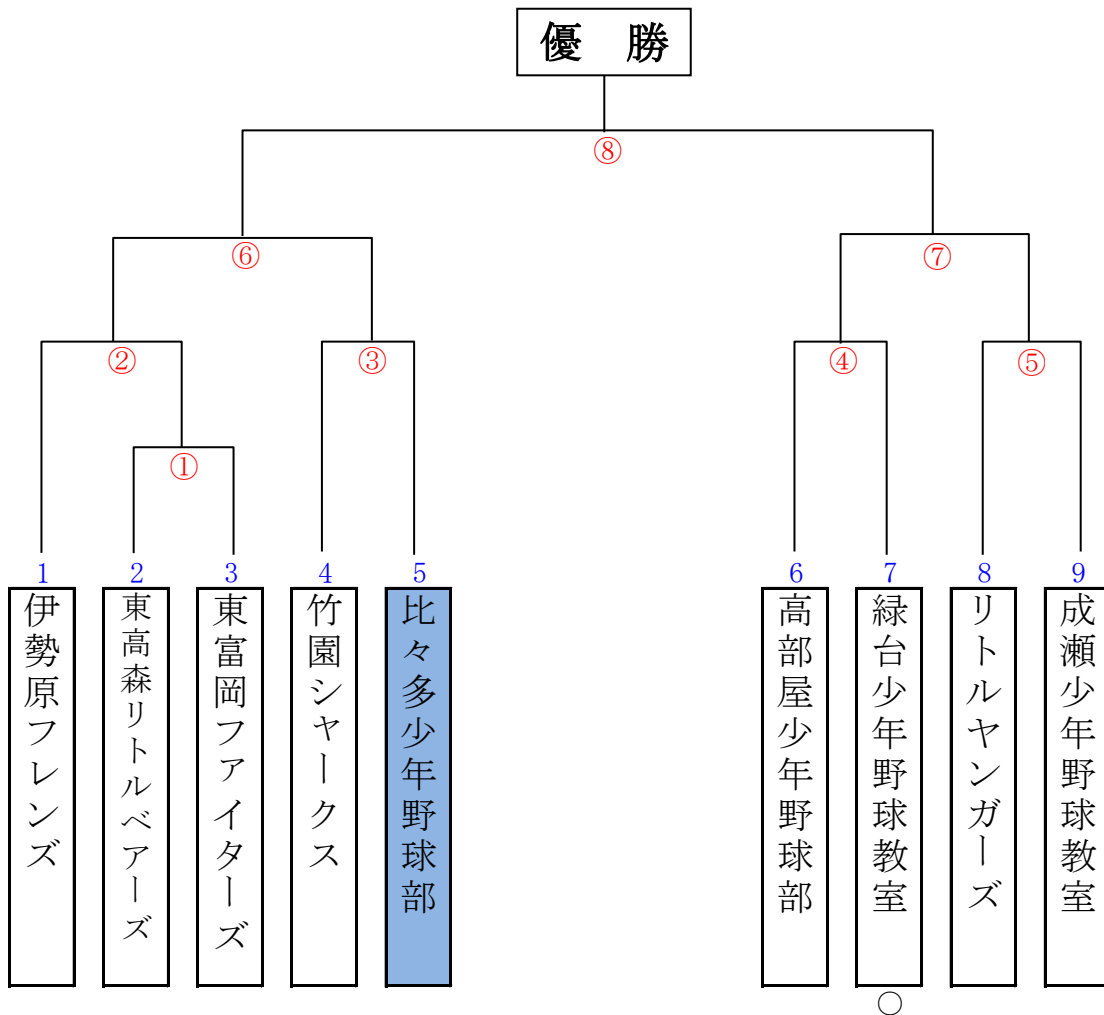 優　勝
⑧
⑥
⑦
②
③
④
⑤
①
1
2
3
4
5
6
7
8
9
伊勢原フレンズ
東高森リトルベアーズ
東富岡ファイターズ
竹園シャークス
比々多少年野球部
高部屋少年野球部
緑台少年野球教室
リトルヤンガーズ
成瀬少年野球教室
○